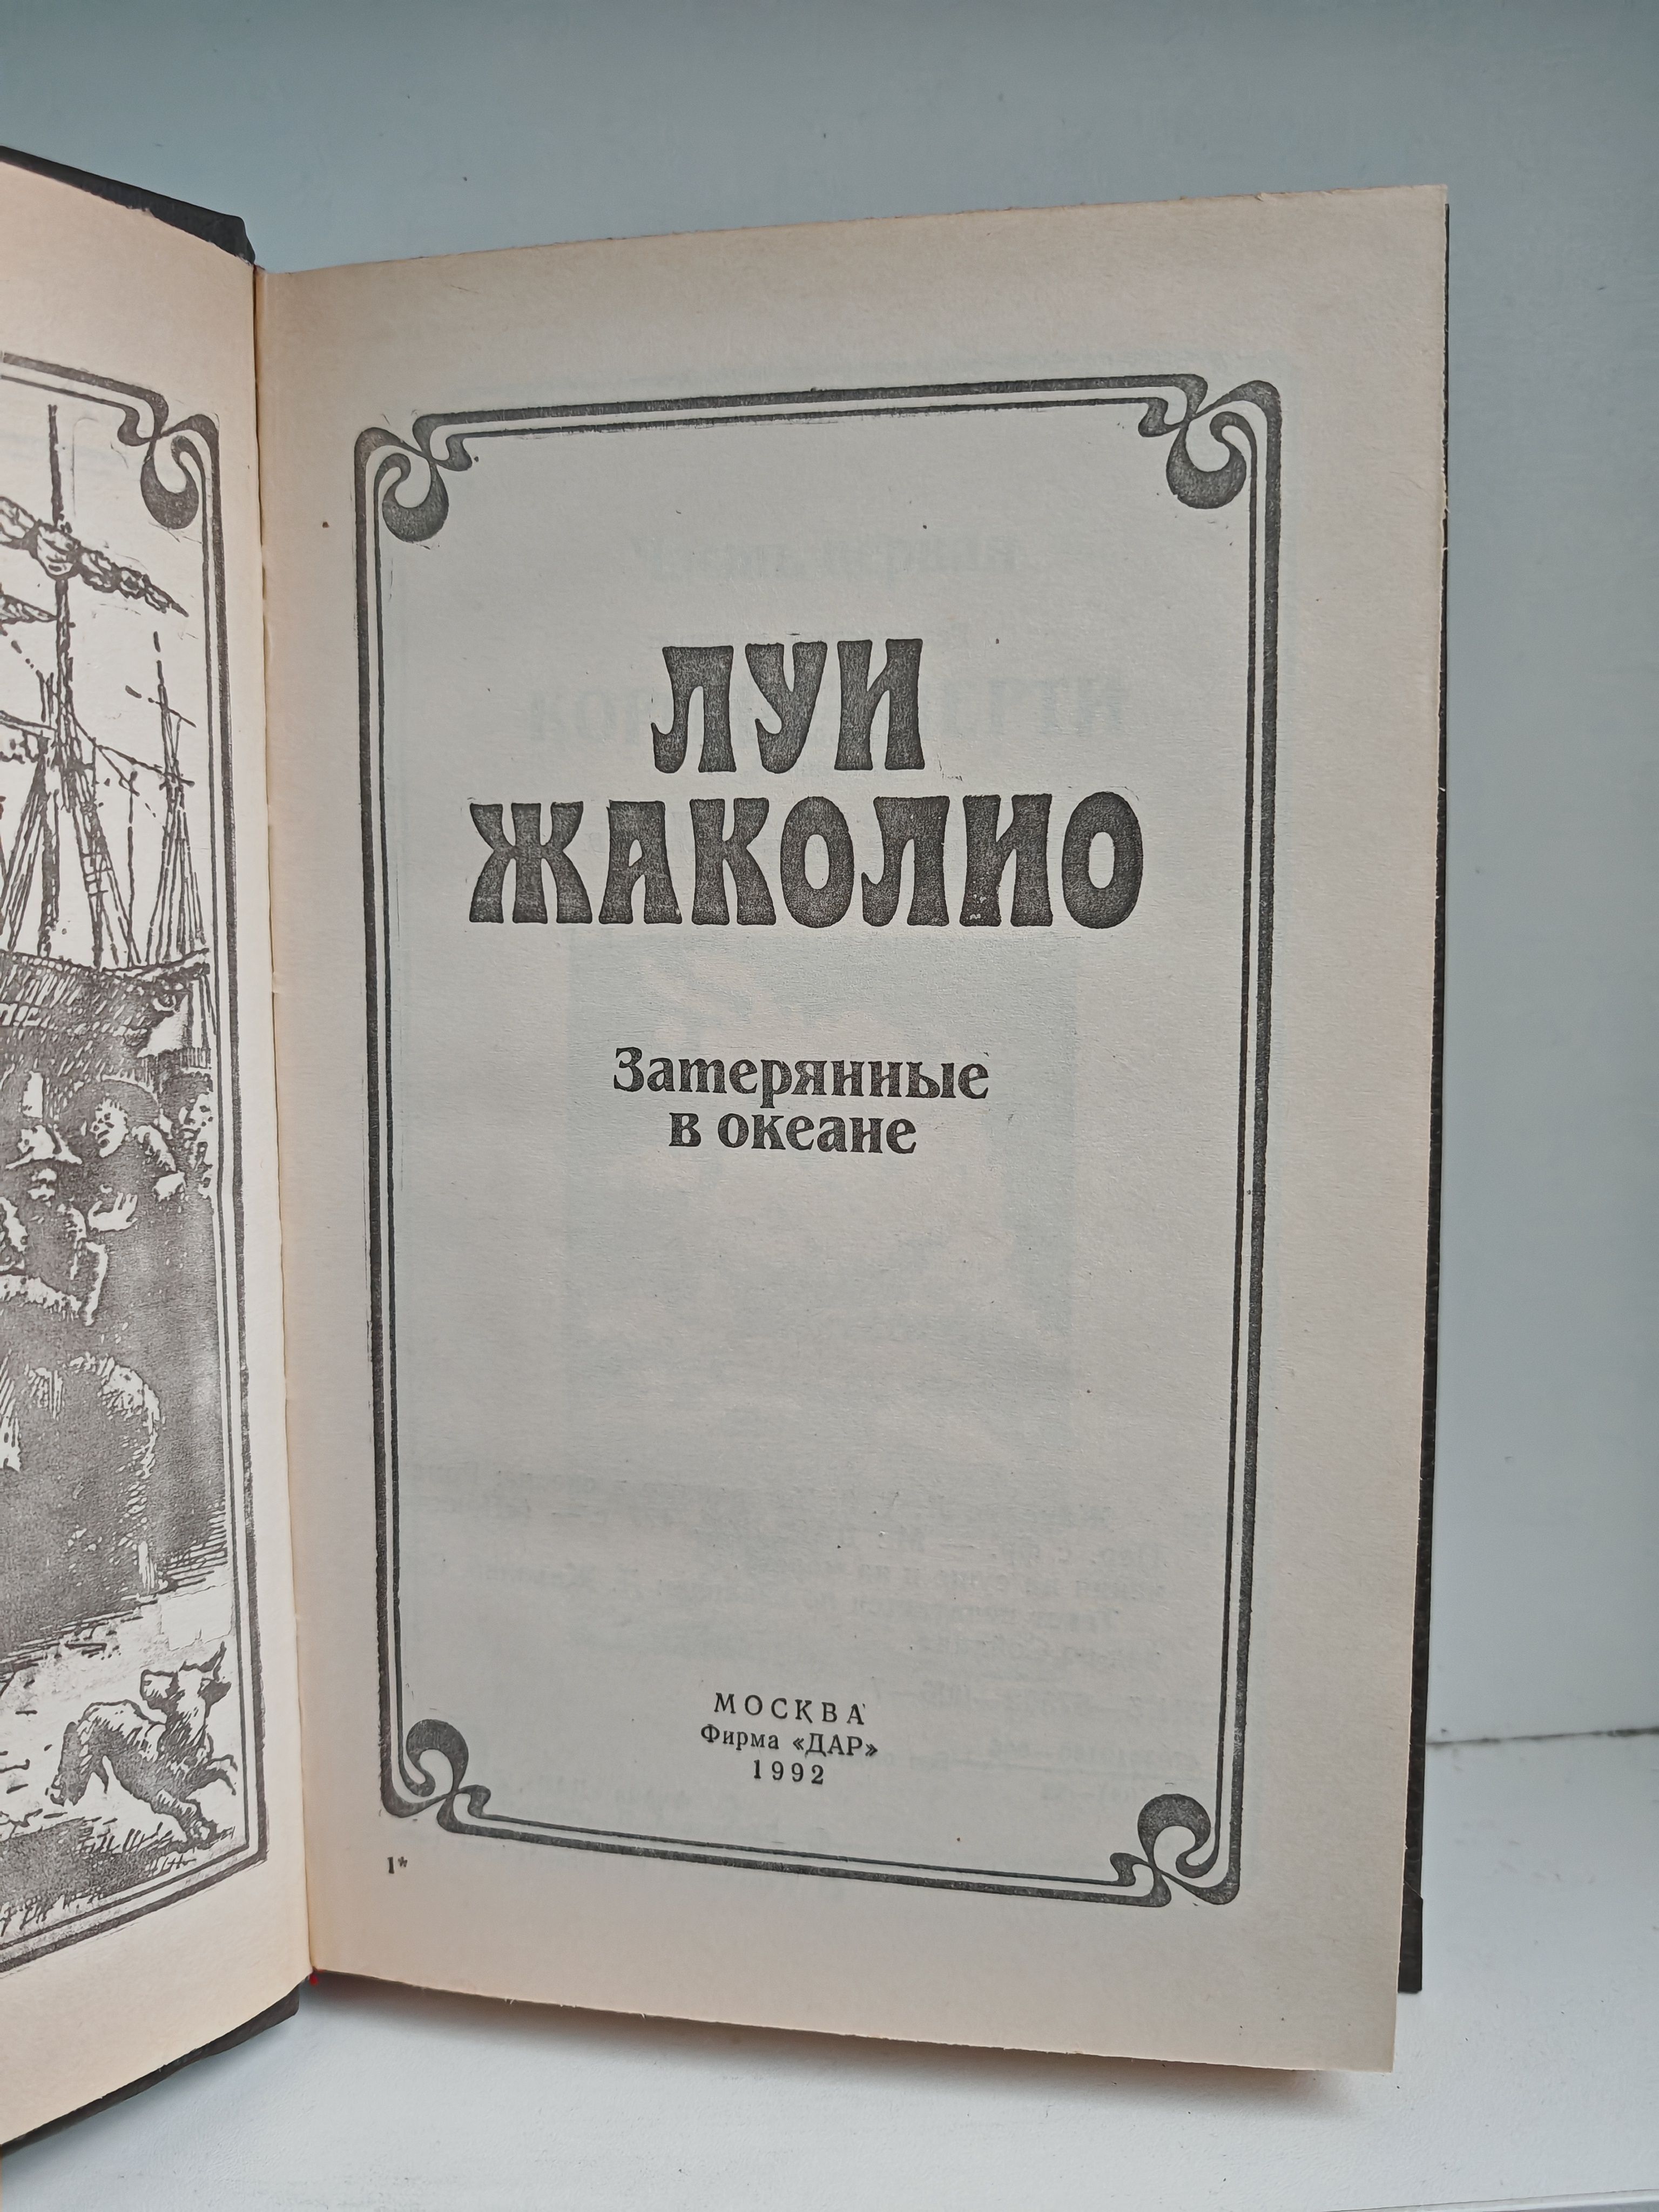 ЛУИ
ЖАКОЛИО
Затерянные
в океане
МОСКВА
Фирма «ДАР»
1992
1*